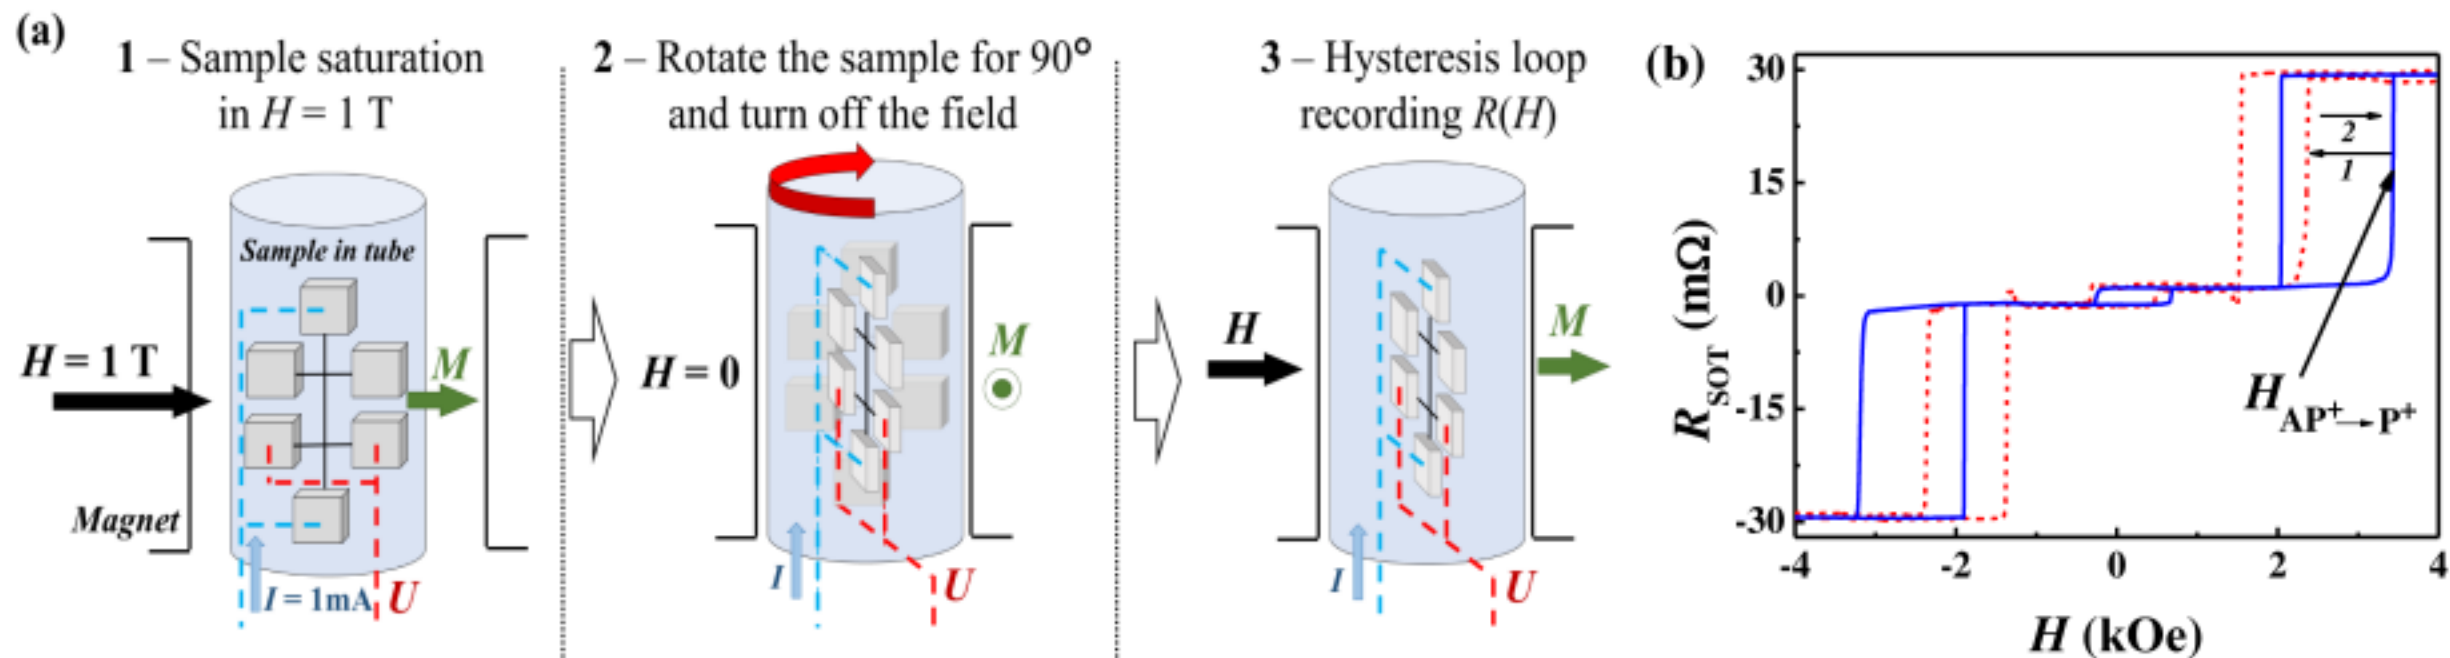 (a)
1 – Sample saturation
in H = 1 T
Sample in tube
H = 1 T
M
Magnet
I = 1mA
U
2 – Rotate the sample for 90°
and turn off the field
H = 0
M
I
U
3 – Hysteresis loop
recording R(H)
H
M
I
U
(b)
30
15
0
-15
-30
R_SOT (mΩ)
2
1
H_AP⁺→P⁺
-4
-2
0
2
4
H (kOe)